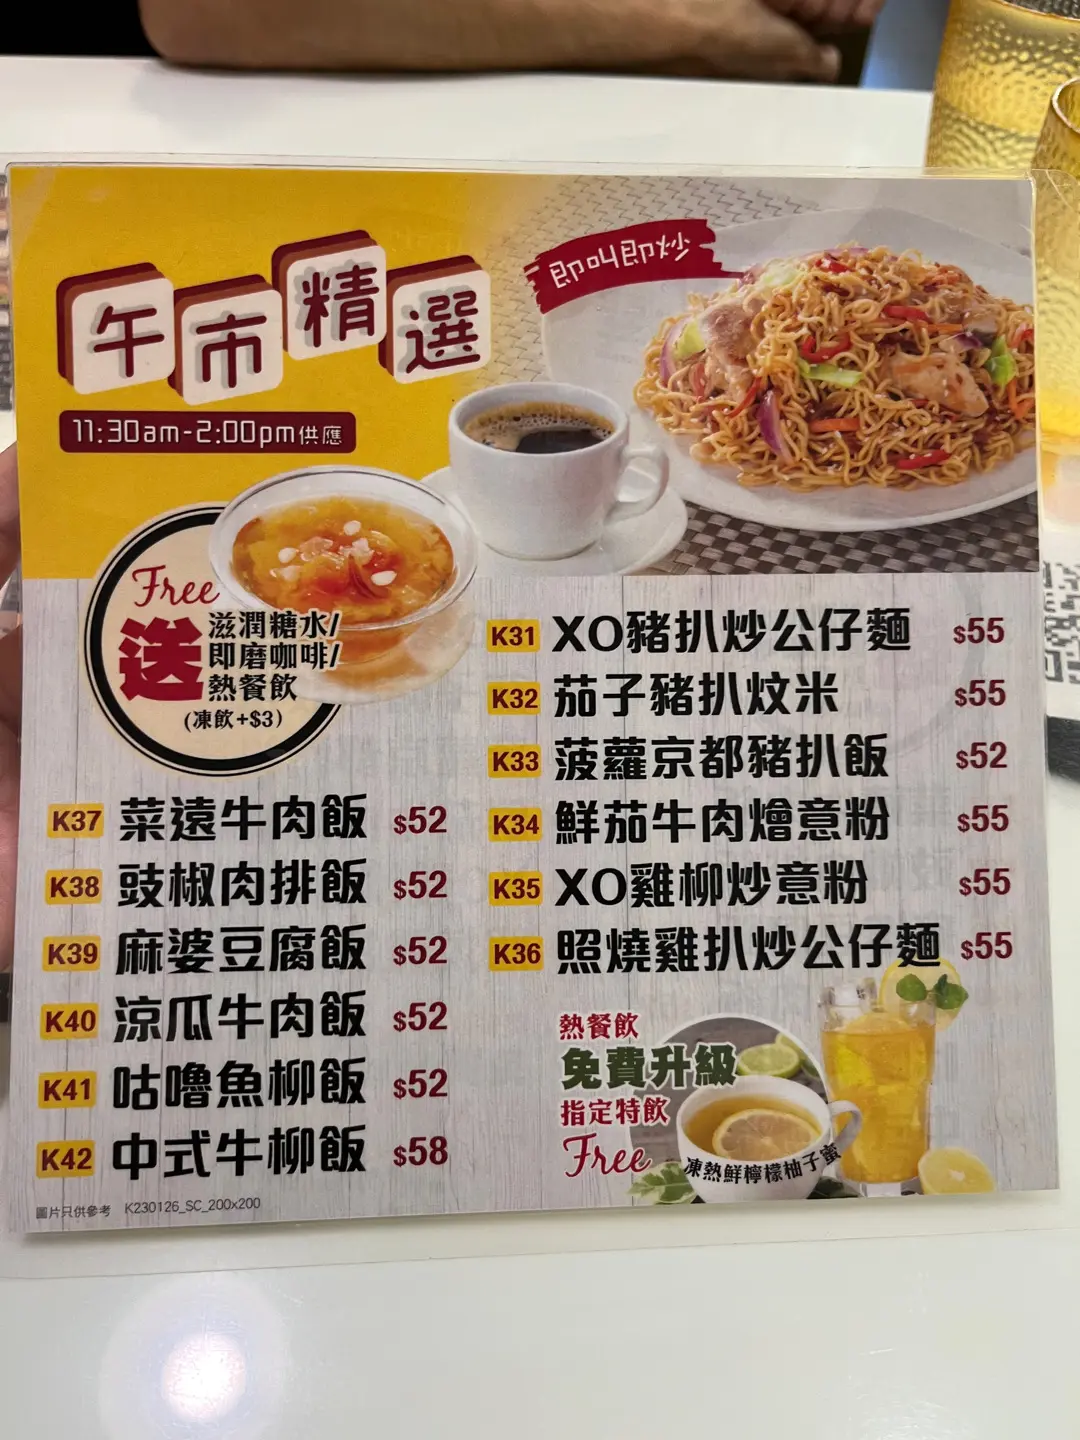 午市精選
即叫即炒
11:30am-2:00pm供應
Free
送
滋潤糖水/
即磨咖啡/
熱餐飲
(凍飲+$3)
K31 XO豬扒炒公仔麵 $55
K32 茄子豬扒炆米 $55
K33 菠蘿京都豬扒飯 $52
K34 鮮茄牛肉燴意粉 $55
K35 XO雞柳炒意粉 $55
K36 照燒雞扒炒公仔麵 $55
K37 菜遠牛肉飯 $52
K38 豉椒肉排飯 $52
K39 麻婆豆腐飯 $52
K40 涼瓜牛肉飯 $52
K41 咕嚕魚柳飯 $52
K42 中式牛柳飯 $58
熱餐飲
免費升級
指定特飲
Free
凍熱鮮檸檬柚子蜜
圖片只供參考 K230126_SC_200x200